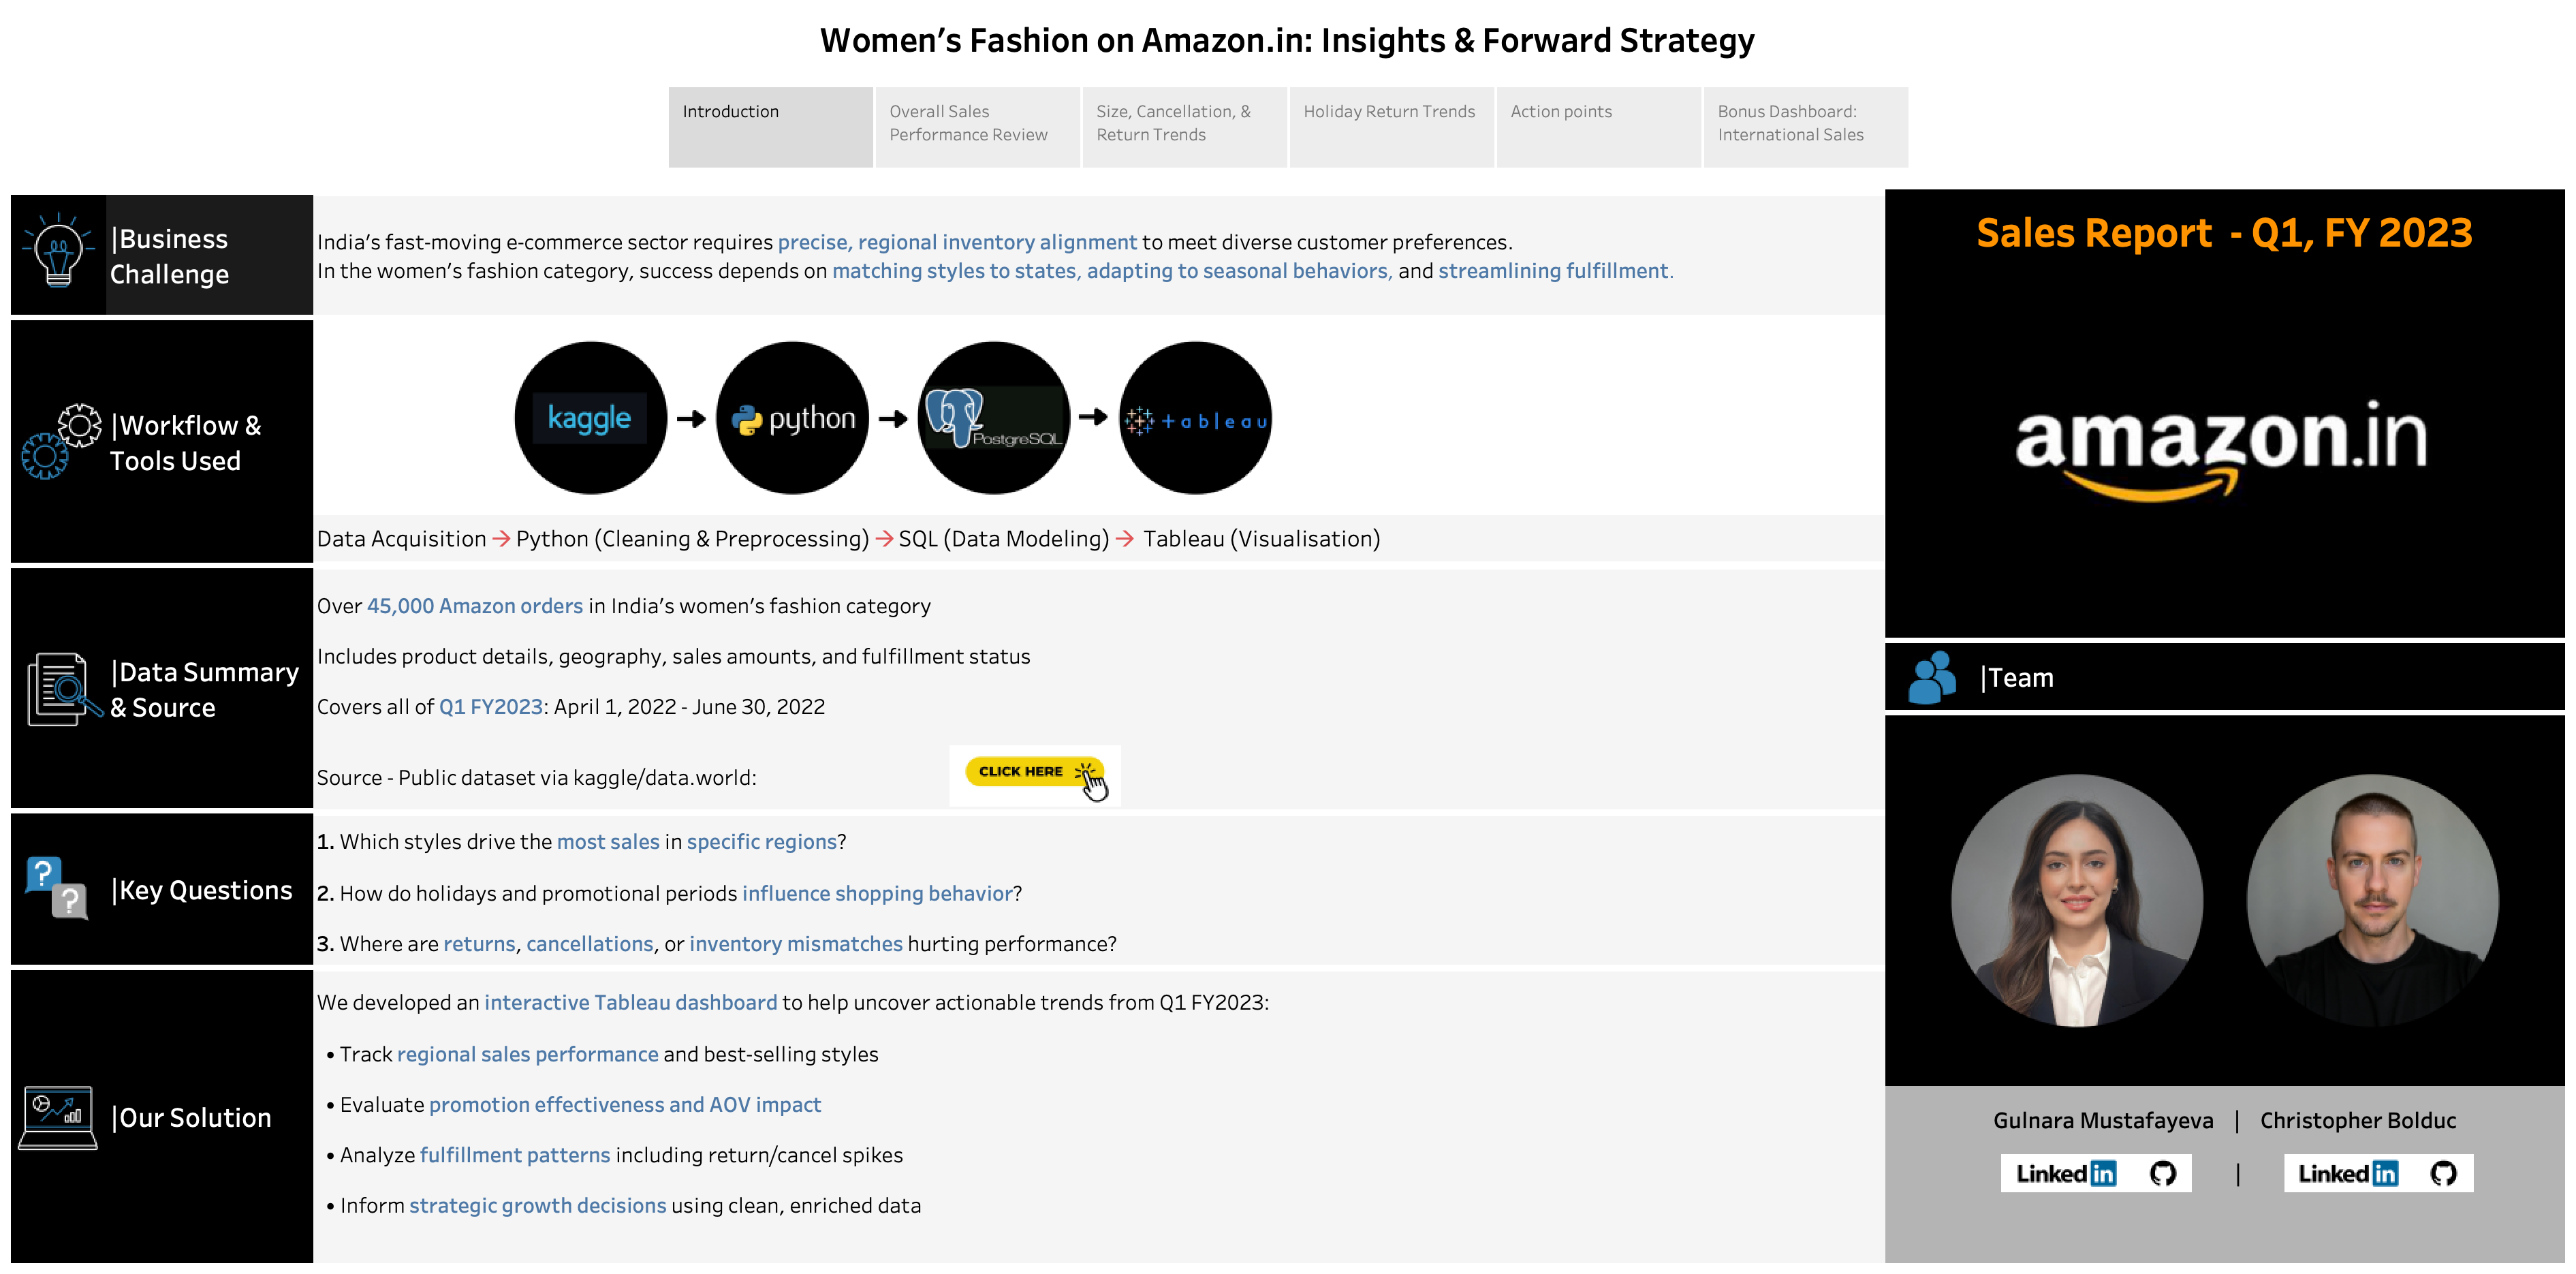 Women’s Fashion on Amazon.in: Insights & Forward Strategy
Introduction
Overall Sales
Performance Review
Size, Cancellation, &
Return Trends
Holiday Return Trends
Action points
Bonus Dashboard:
International Sales
|Business
Challenge
India’s fast-moving e-commerce sector requires precise, regional inventory alignment to meet diverse customer preferences.
In the women’s fashion category, success depends on matching styles to states, adapting to seasonal behaviors, and streamlining fulfillment.
|Workflow &
Tools Used
kaggle
python
PostgreSQL
+ a b l e a u
Data Acquisition → Python (Cleaning & Preprocessing) → SQL (Data Modeling) → Tableau (Visualisation)
|Data Summary
& Source
Over 45,000 Amazon orders in India’s women’s fashion category
Includes product details, geography, sales amounts, and fulfillment status
Covers all of Q1 FY2023: April 1, 2022 - June 30, 2022
Source - Public dataset via kaggle/data.world:
CLICK HERE
|Key Questions
1. Which styles drive the most sales in specific regions?
2. How do holidays and promotional periods influence shopping behavior?
3. Where are returns, cancellations, or inventory mismatches hurting performance?
|Our Solution
We developed an interactive Tableau dashboard to help uncover actionable trends from Q1 FY2023:
• Track regional sales performance and best-selling styles
• Evaluate promotion effectiveness and AOV impact
• Analyze fulfillment patterns including return/cancel spikes
• Inform strategic growth decisions using clean, enriched data
Sales Report - Q1, FY 2023
amazon.in
|Team
Gulnara Mustafayeva | Christopher Bolduc
Linked in | Linked in